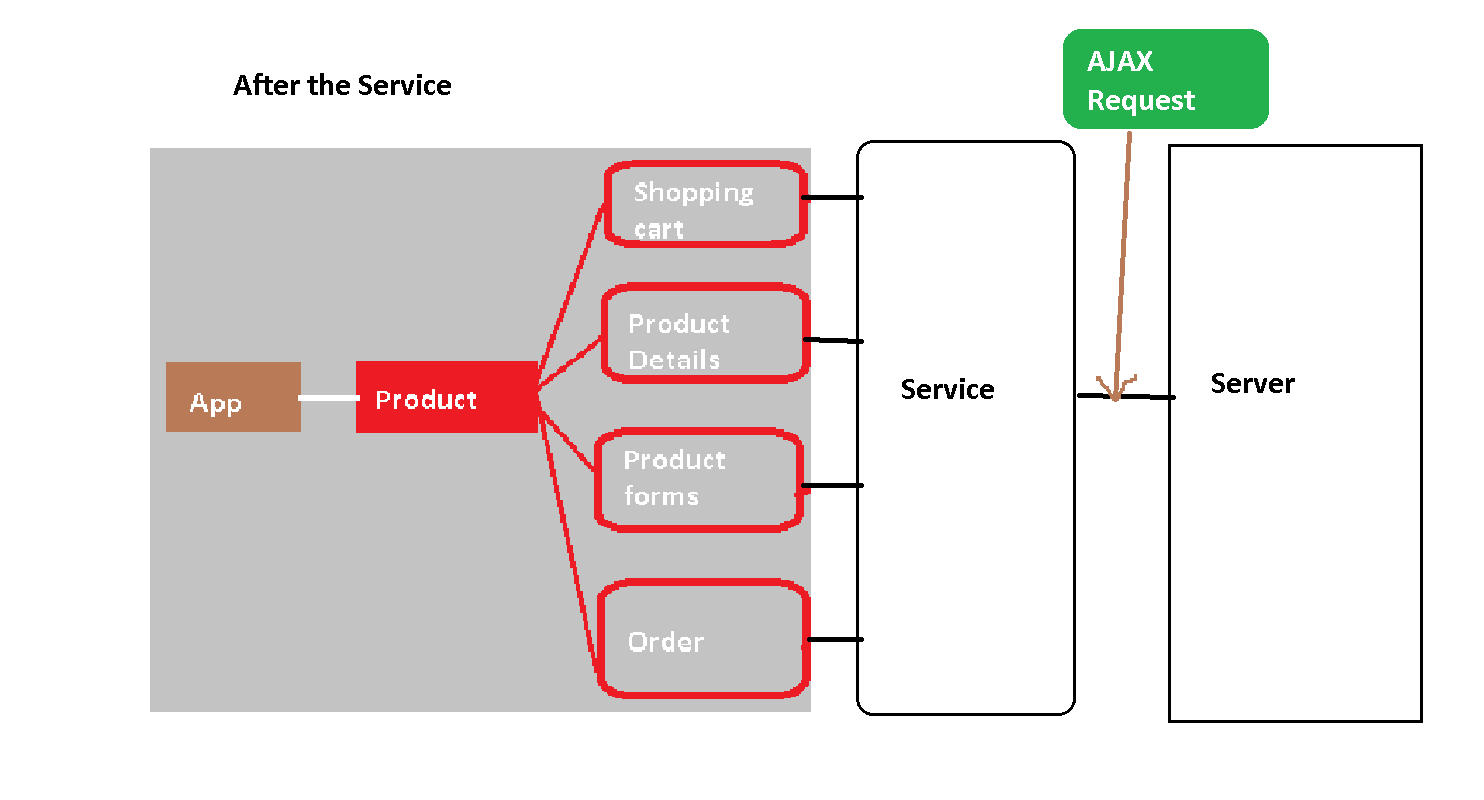 After the Service
AJAX
Request
Shopping
cart
Product
Details
App
Product
Product
forms
Order
Service
Server